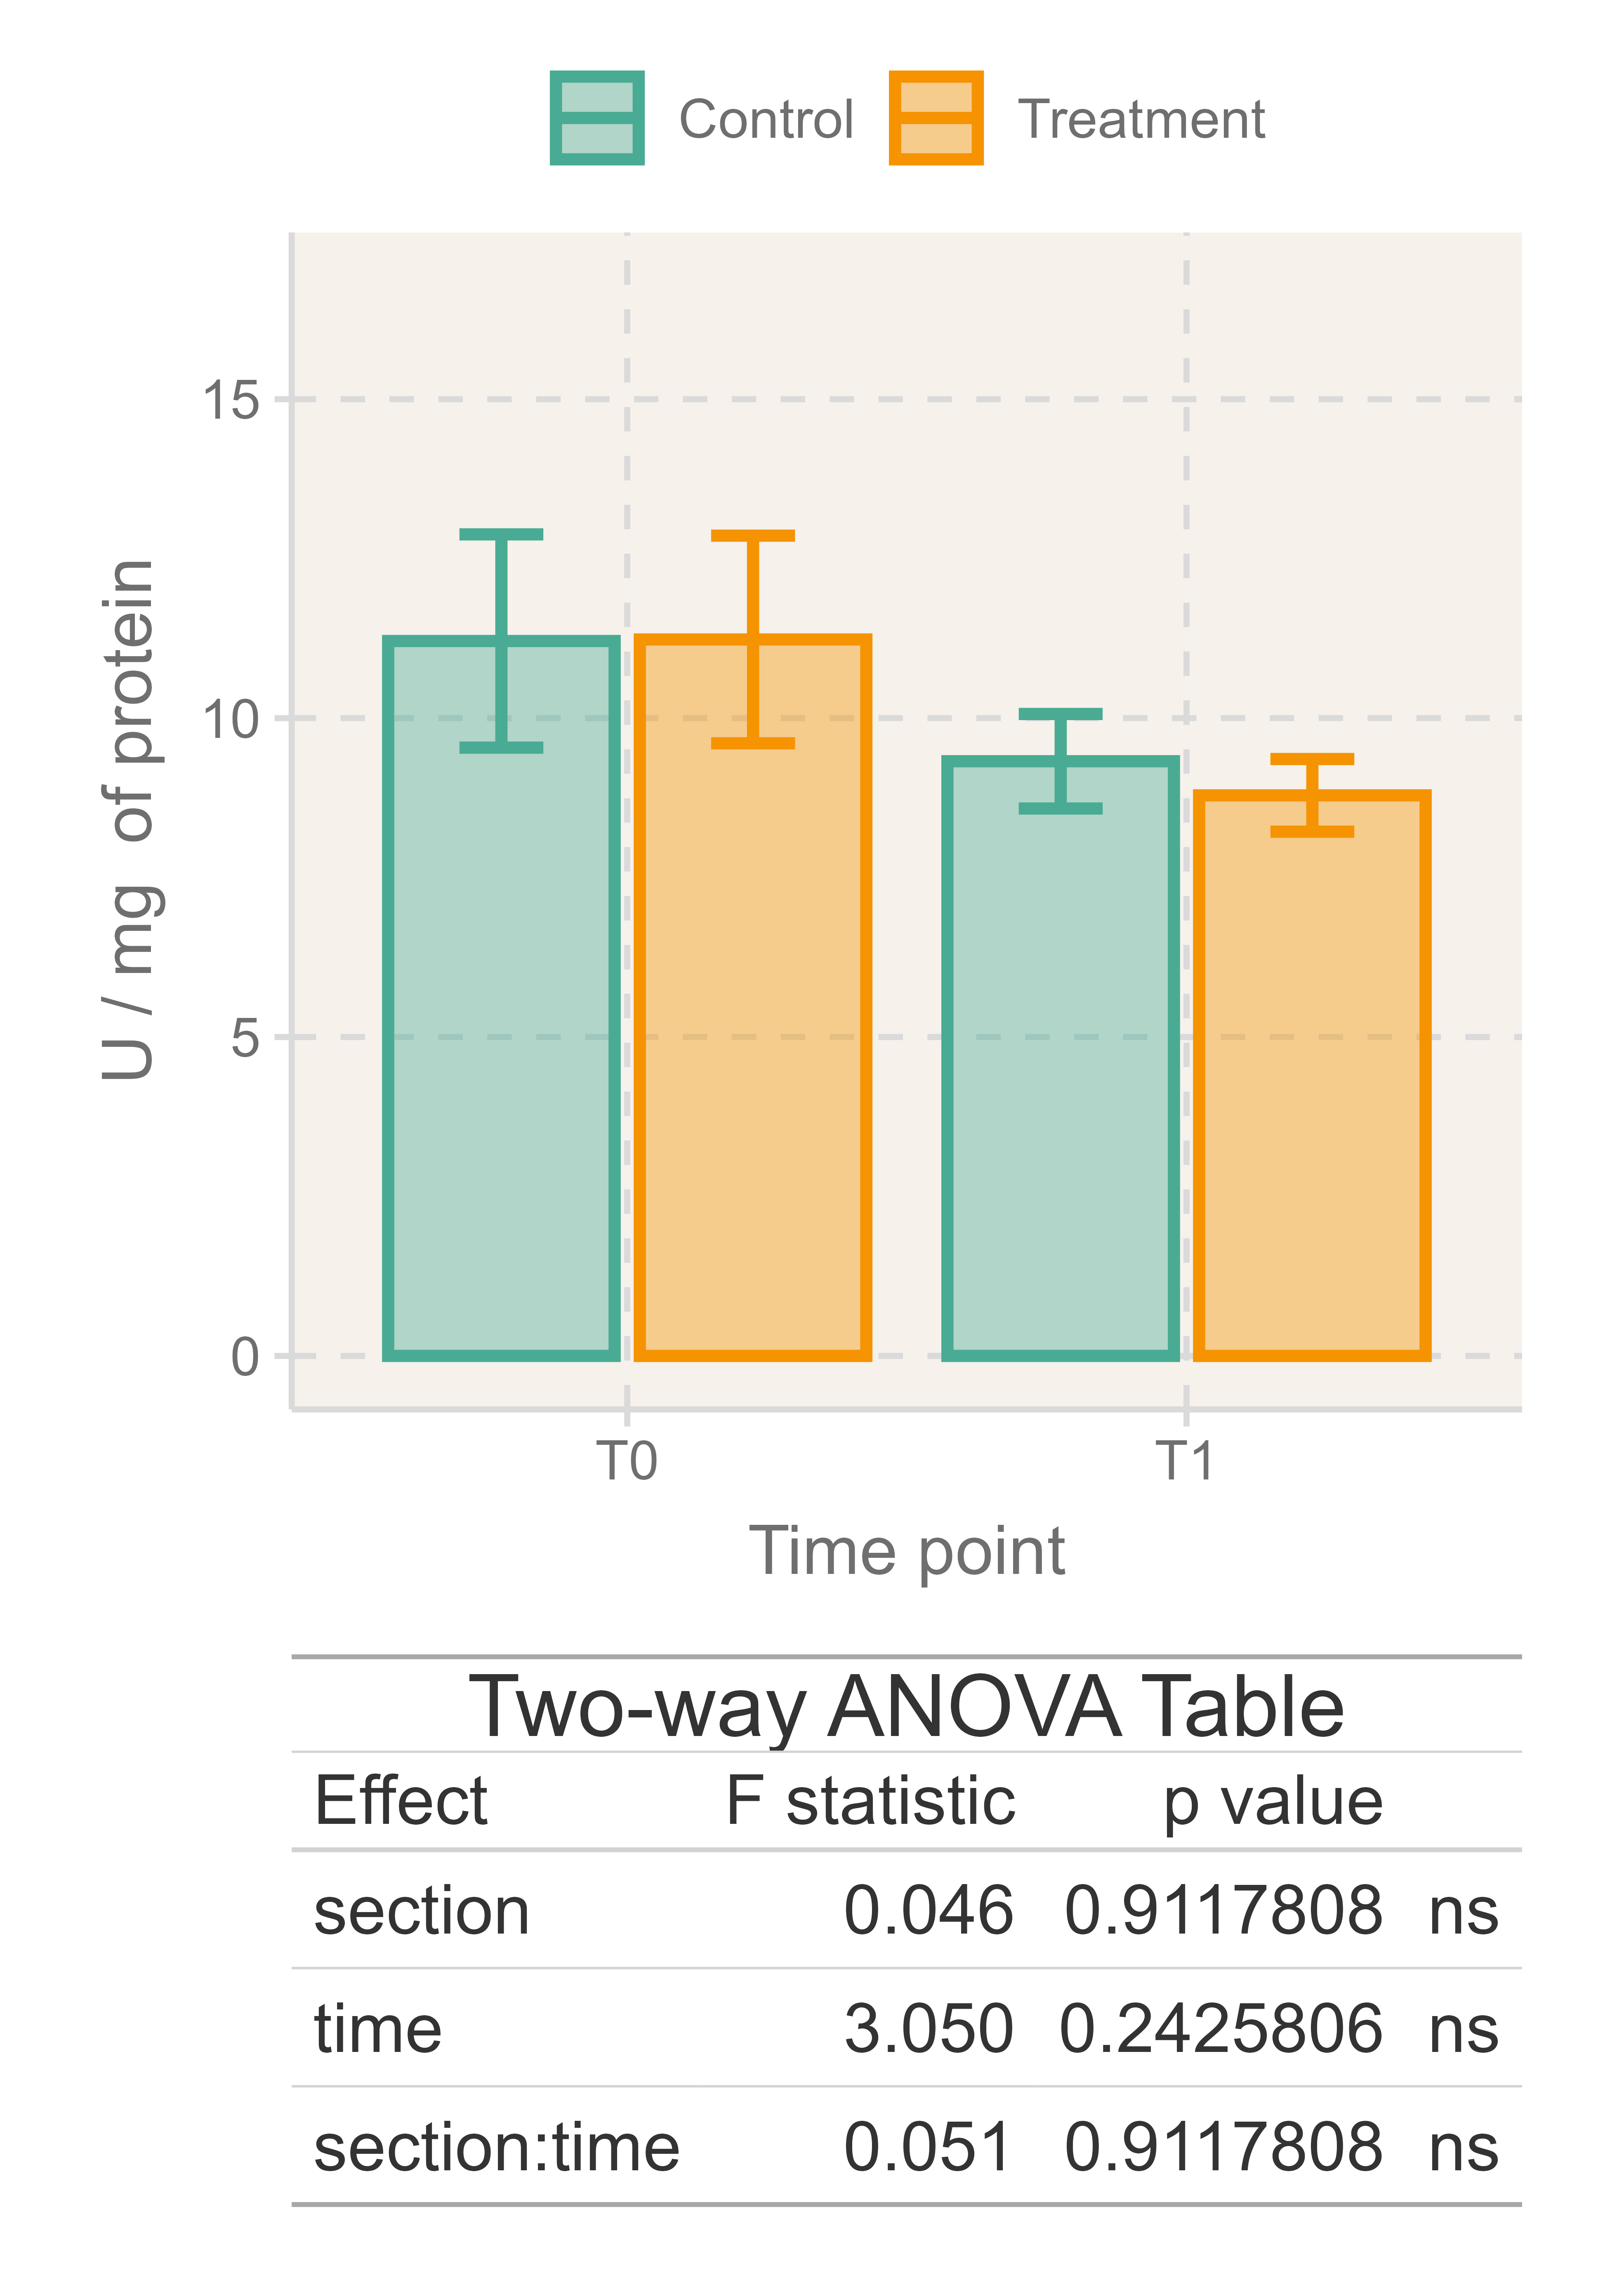 Control Treatment
15
10
5
0
U / mg of protein
T0 T1
Time point
Two-way ANOVA Table
Effect F statistic p value
section 0.046 0.9117808 ns
time 3.050 0.2425806 ns
section:time 0.051 0.9117808 ns